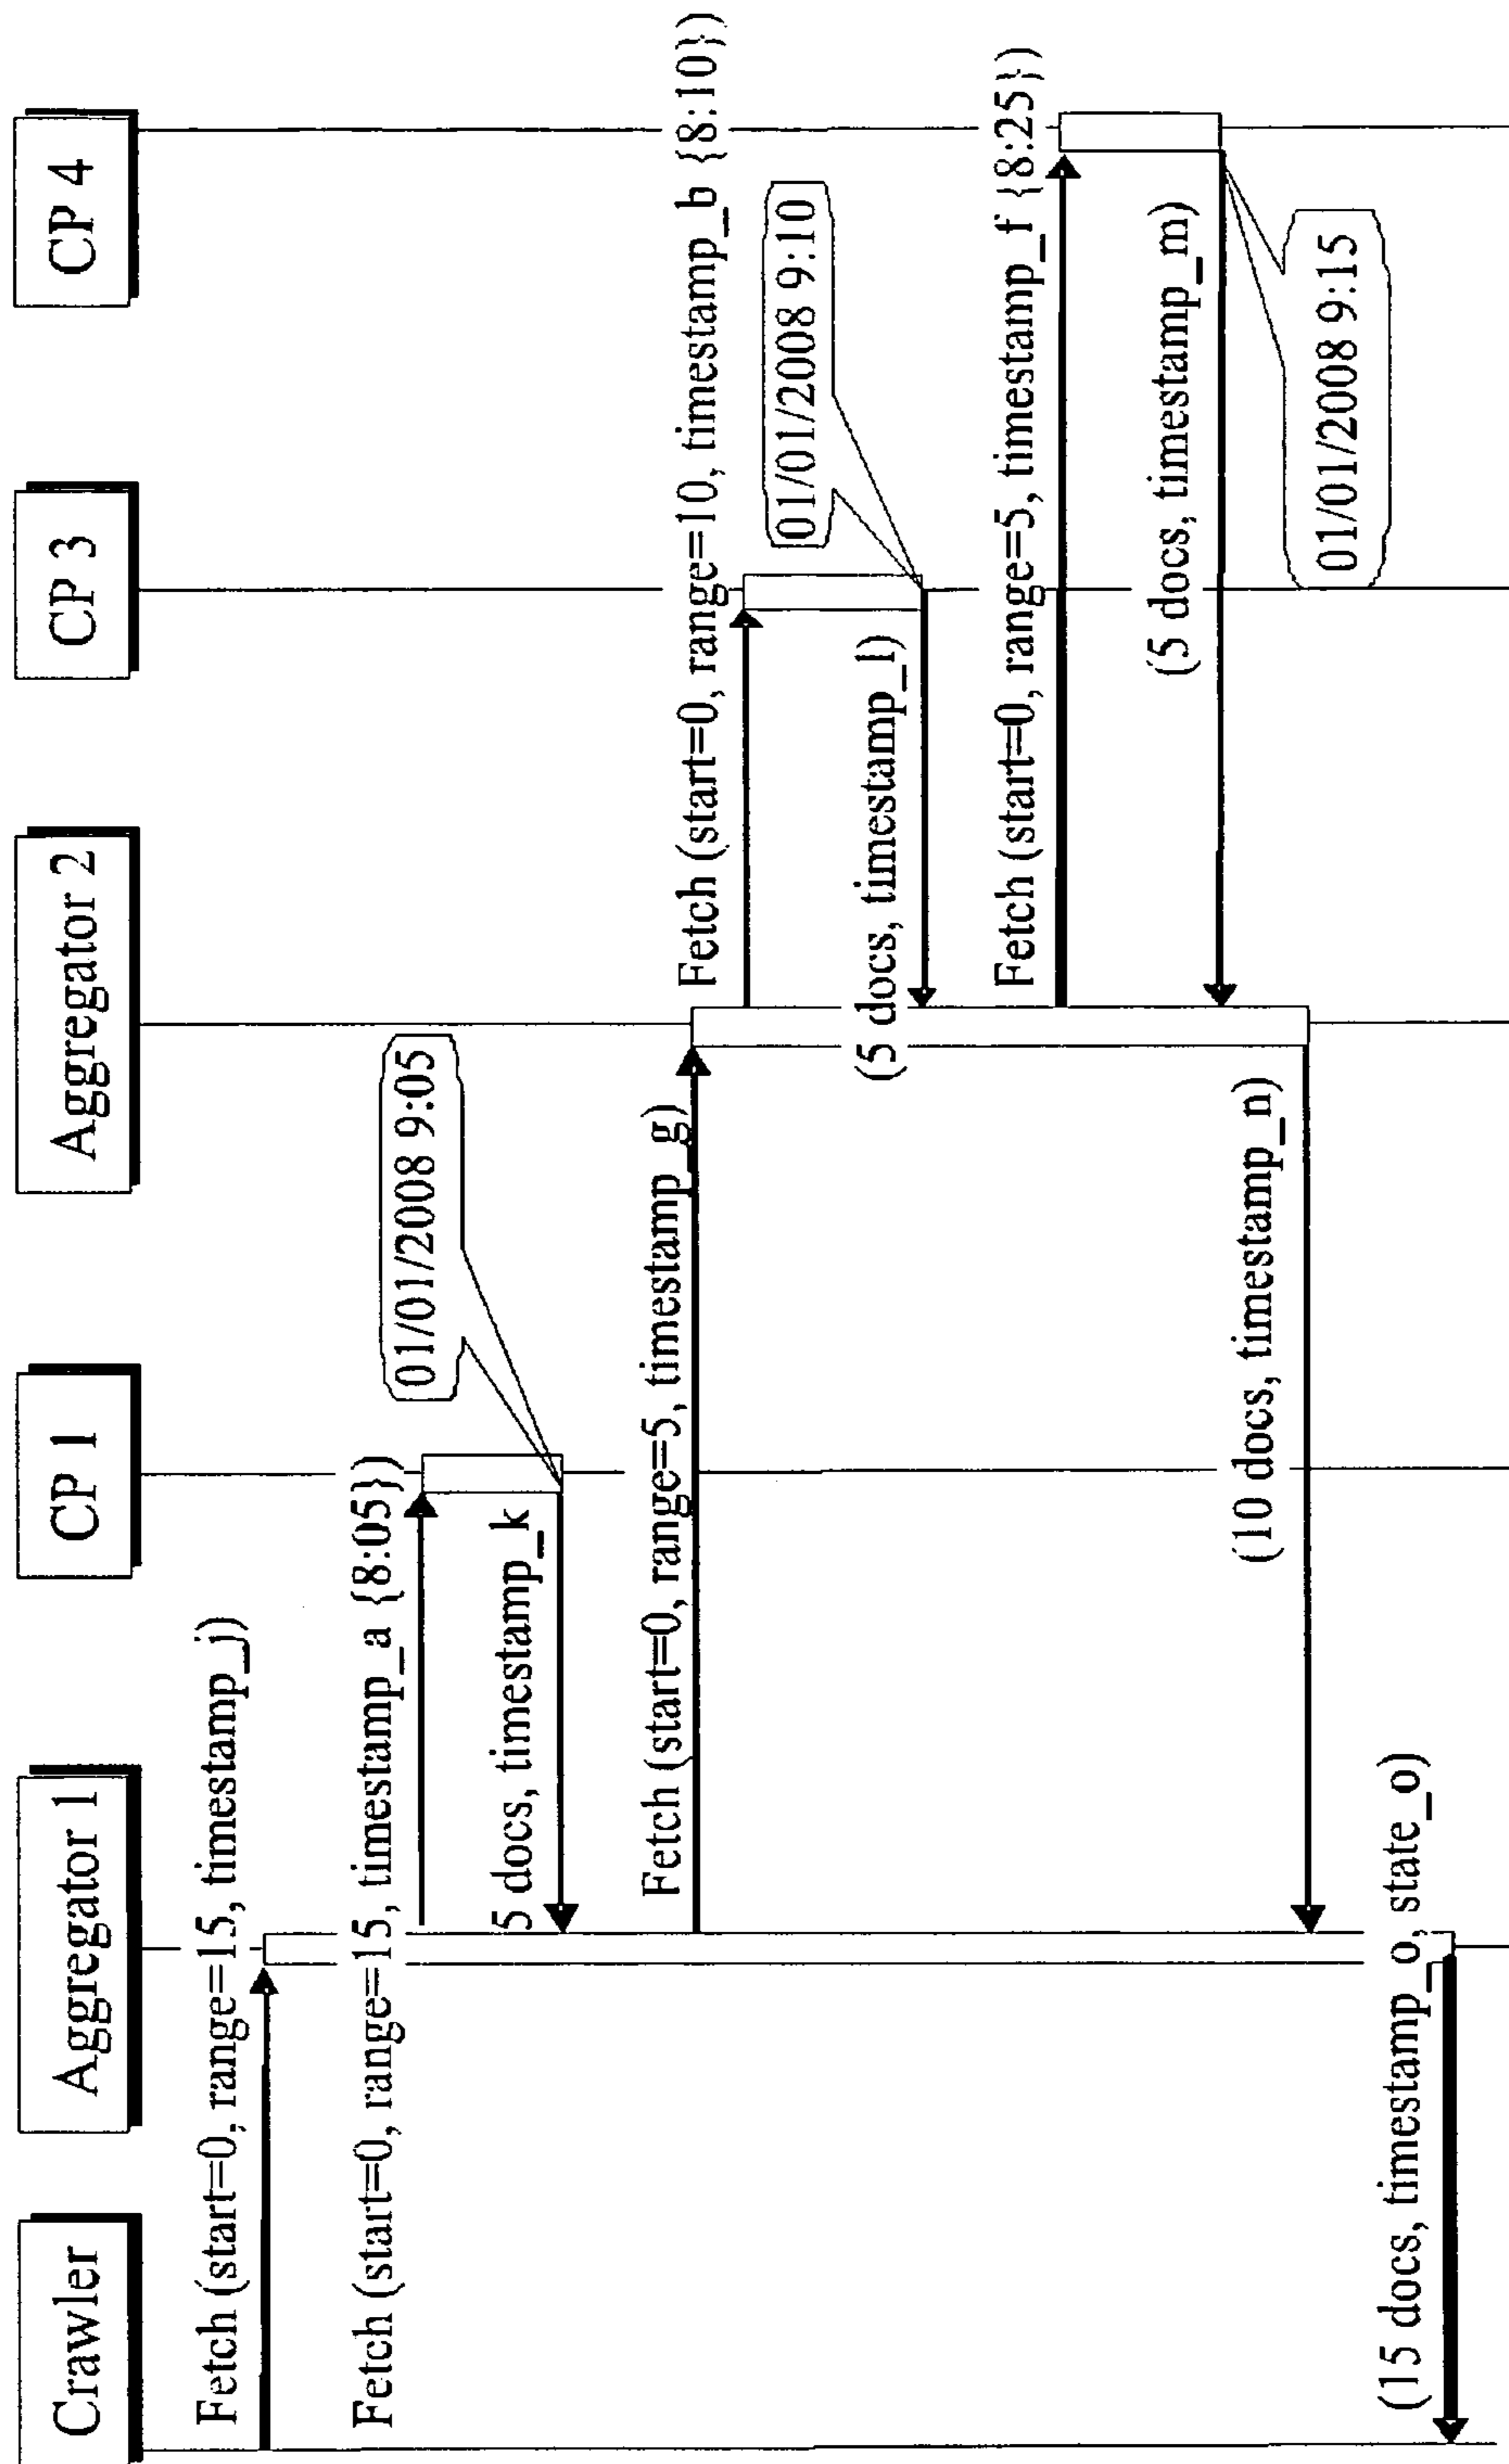 Crawler
Aggregator 1
CP 1
Aggregator 2
CP 3
CP 4
Fetch (start=0, range=15, timestamp_j)
Fetch (start=0, range=15, timestamp_a {8:05})
01/01/2008 9:05
5 docs, timestamp_k
Fetch (start=0, range=5, timestamp_g)
Fetch (start=0, range=10, timestamp_b {8:10})
01/01/2008 9:10
(5 docs, timestamp_l)
Fetch (start=0, range=5, timestamp_f {8:25})
(5 docs, timestamp_m)
01/01/2008 9:15
(10 docs, timestamp_n)
(15 docs, timestamp_o, state_o)